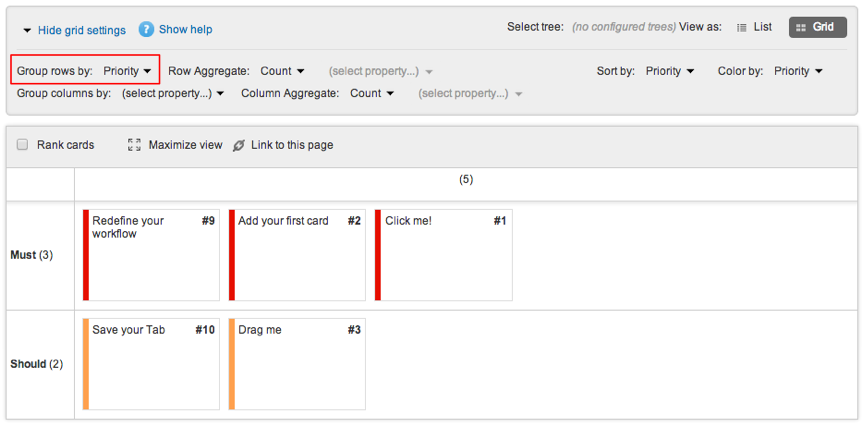 Hide grid settings ? Show help Select tree: (no configured trees) View as: List Grid
Group rows by: Priority Row Aggregate: Count (select property...) Sort by: Priority Color by: Priority
Group columns by: (select property...) Column Aggregate: Count (select property...)
Rank cards Maximize view Link to this page
(5)
Must (3)
Redefine your #9
workflow
Add your first card #2
Click me! #1
Should (2)
Save your Tab #10
Drag me #3